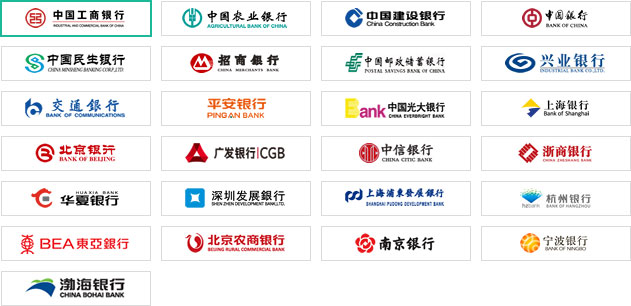 中国工商银行
INDUSTRIAL AND COMMERCIAL BANK OF CHINA
中国农业银行
AGRICULTURAL BANK OF CHINA
中国建设银行
China Construction Bank
中国银行
BANK OF CHINA
中国民生银行
CHINA MINSHENG BANKING CORP.,LTD.
招商银行
CHINA MERCHANTS BANK
中国邮政储蓄银行
POSTAL SAVINGS BANK OF CHINA
兴业银行
INDUSTRIAL BANK CO.,LTD.
交通银行
BANK OF COMMUNICATIONS
平安银行
PINGAN BANK
Bank 中国光大银行
CHINA EVERBRIGHT BANK
上海银行
Bank of Shanghai
北京银行
BANK OF BEIJING
广发银行|CGB
中信银行
CHINA CITIC BANK
浙商银行
CHINA ZHESHANG BANK
HUAXIA BANK
华夏银行
深圳发展銀行
SHENZHEN DEVELOPMENT BANK LTD.
上海浦東發展銀行
SHANGHAI PUDONG DEVELOPMENT BANK
杭州银行
BANK OF HANGZHOU
BEA東亞銀行
北京农商银行
BEIJING RURAL COMMERCIAL BANK
南京银行
宁波银行
BANK OF NINGBO
渤海银行
CHINA BOHAI BANK